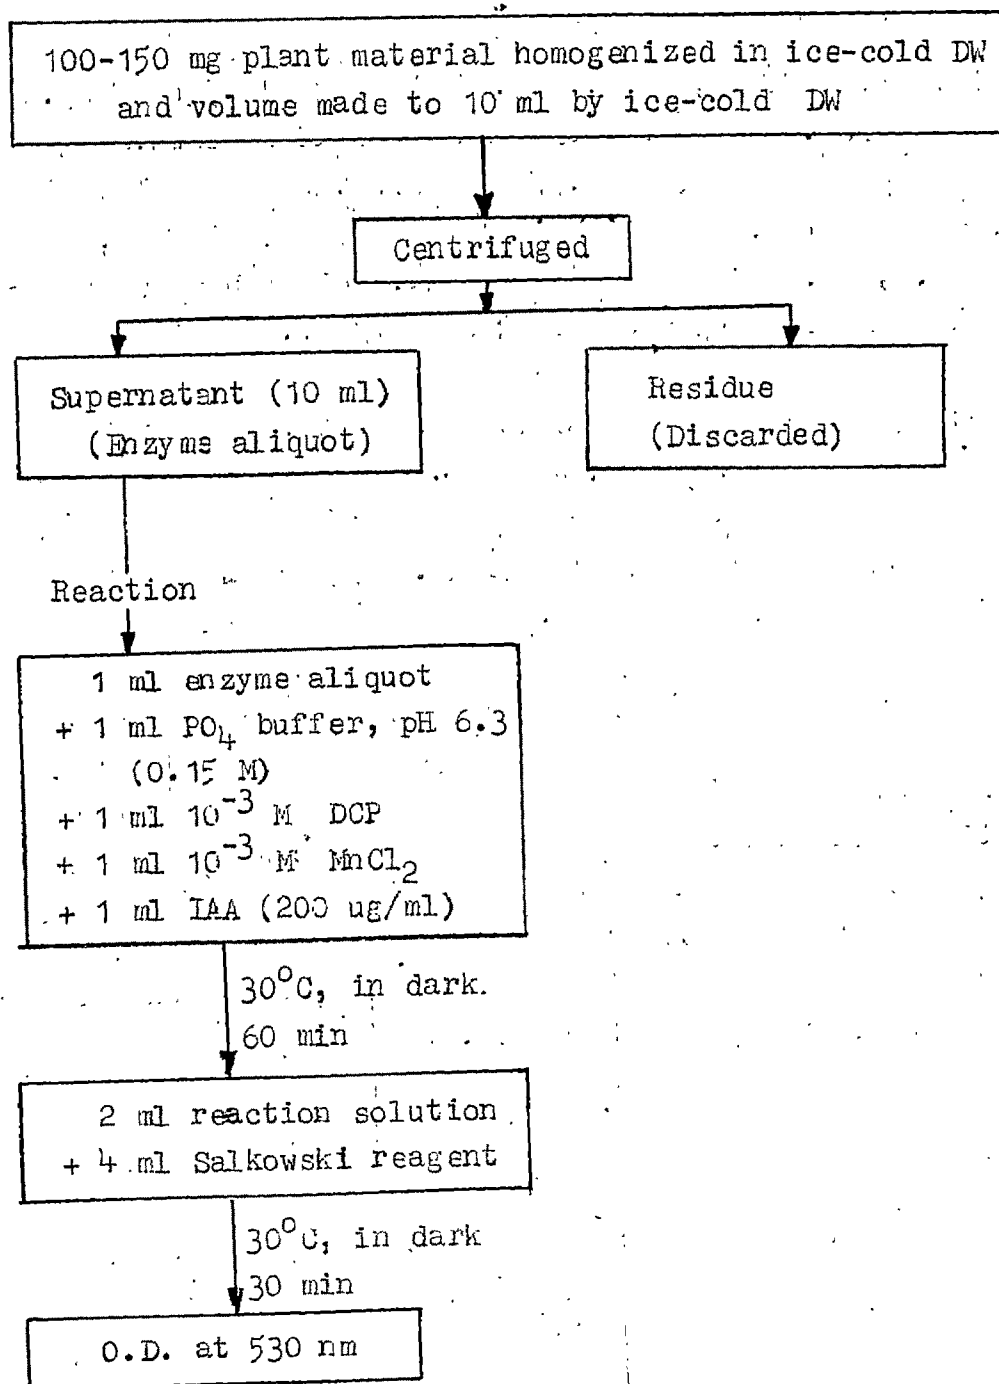 100-150 mg plant material homogenized in ice-cold DW
and volume made to 10 ml by ice-cold DW
Centrifuged
Supernatant (10 ml)
(Enzyme aliquot)
Residue
(Discarded)
Reaction
1 ml enzyme aliquot
+ 1 ml PO₄ buffer, pH 6.3
(0.15 M)
+ 1 ml 10⁻³ M DCP
+ 1 ml 10⁻³ M MnCl₂
+ 1 ml IAA (200 ug/ml)
30°C, in dark.
60 min
2 ml reaction solution
+ 4 ml Salkowski reagent
30°C, in dark
30 min
O.D. at 530 nm